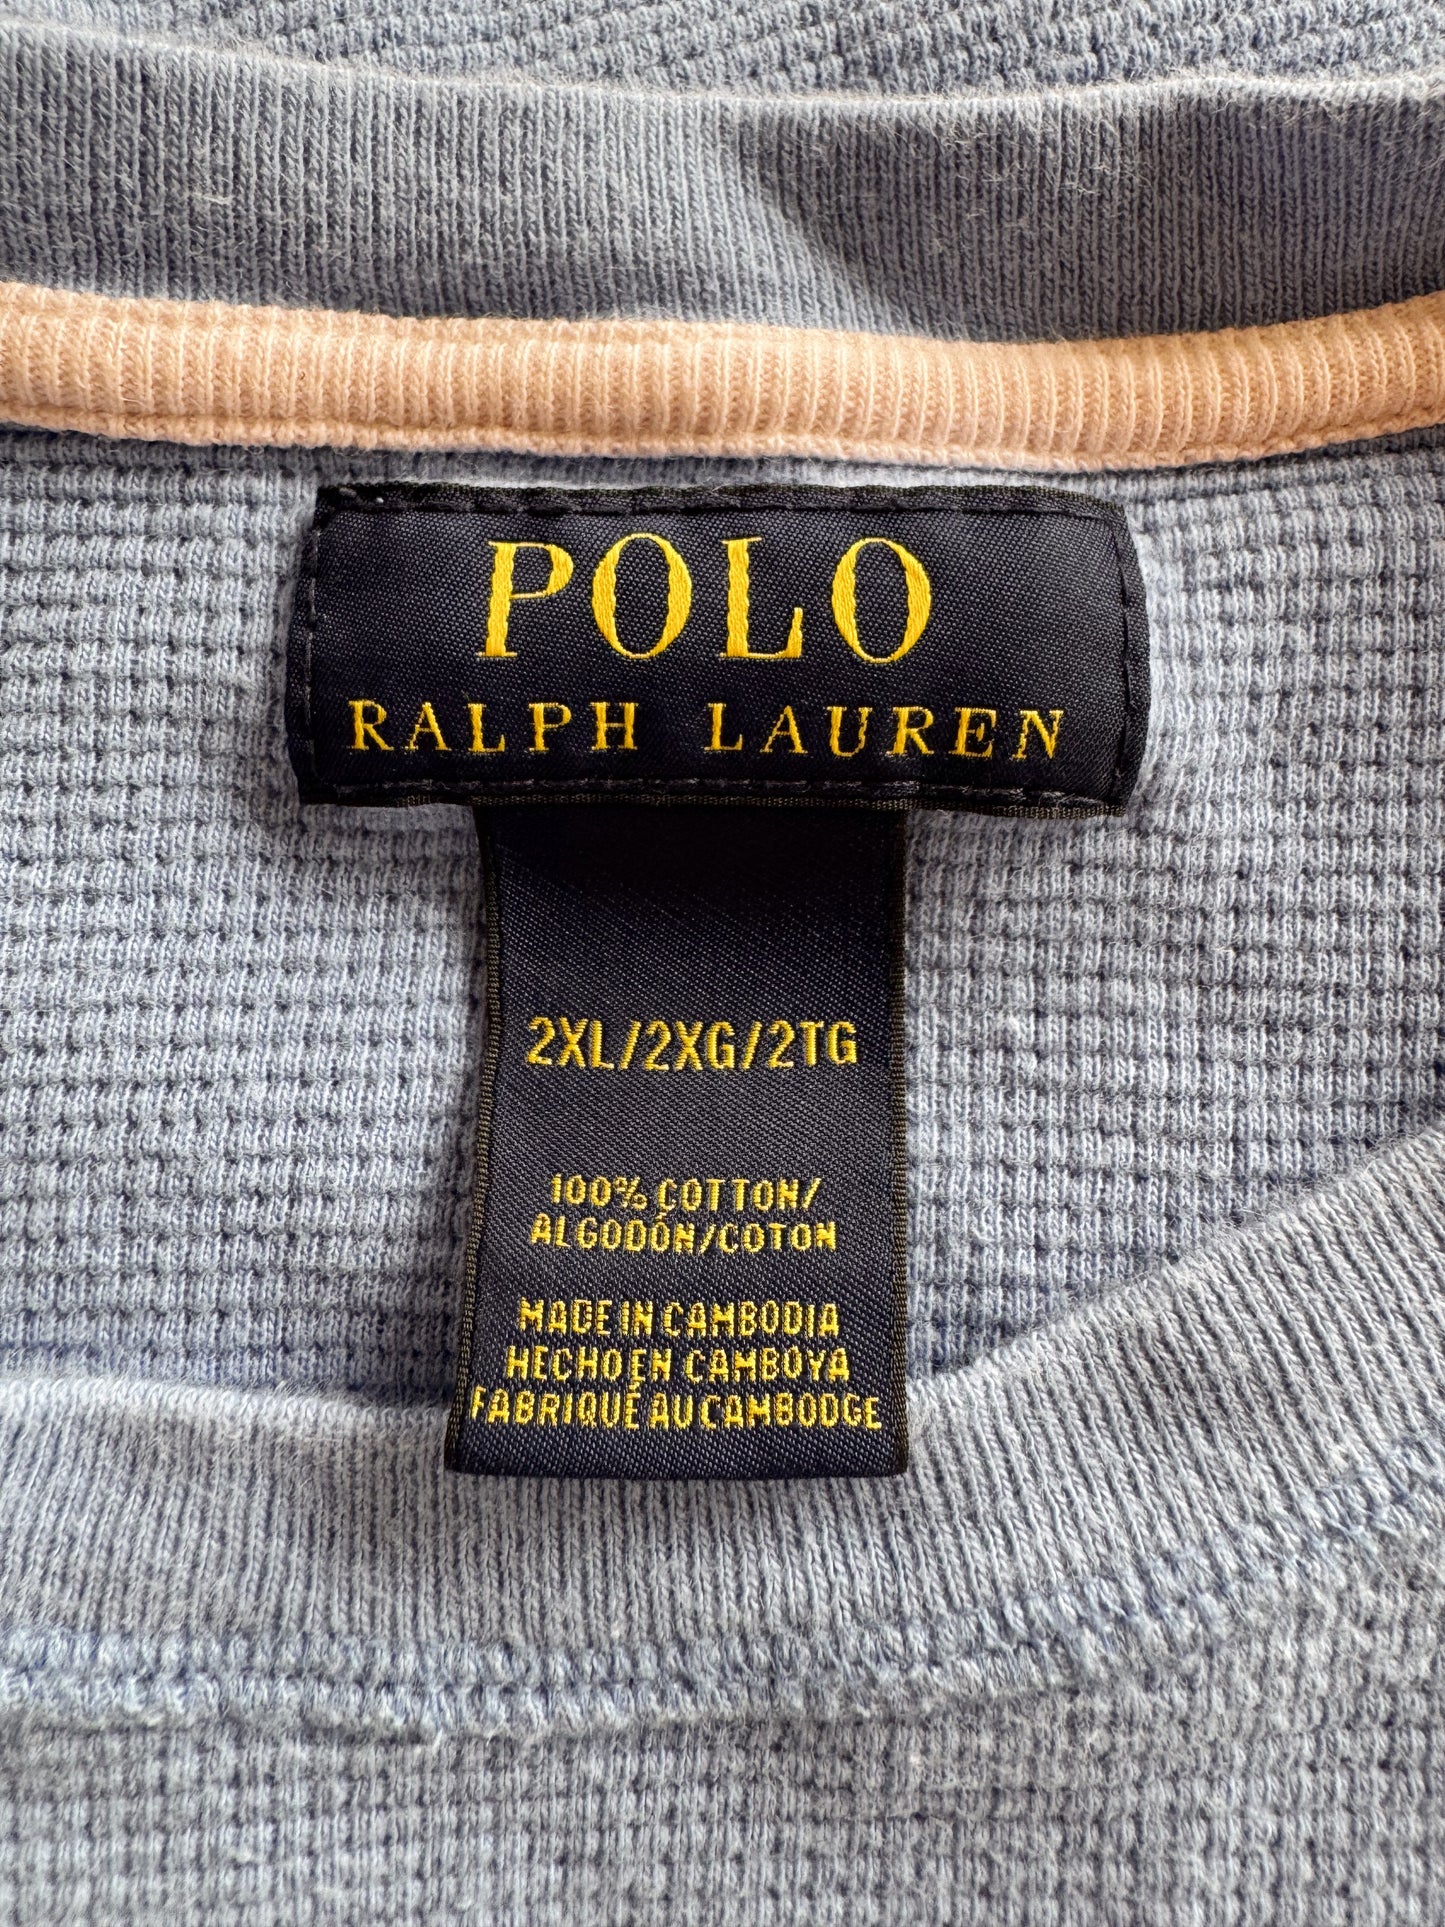 POLO
RALPH LAUREN
2XL/2XG/2TG
100% COTTON/
ALGODÓN/COTON
MADE IN CAMBODIA
HECHO EN CAMBOYA
FABRIQUÉ AU CAMBODGE